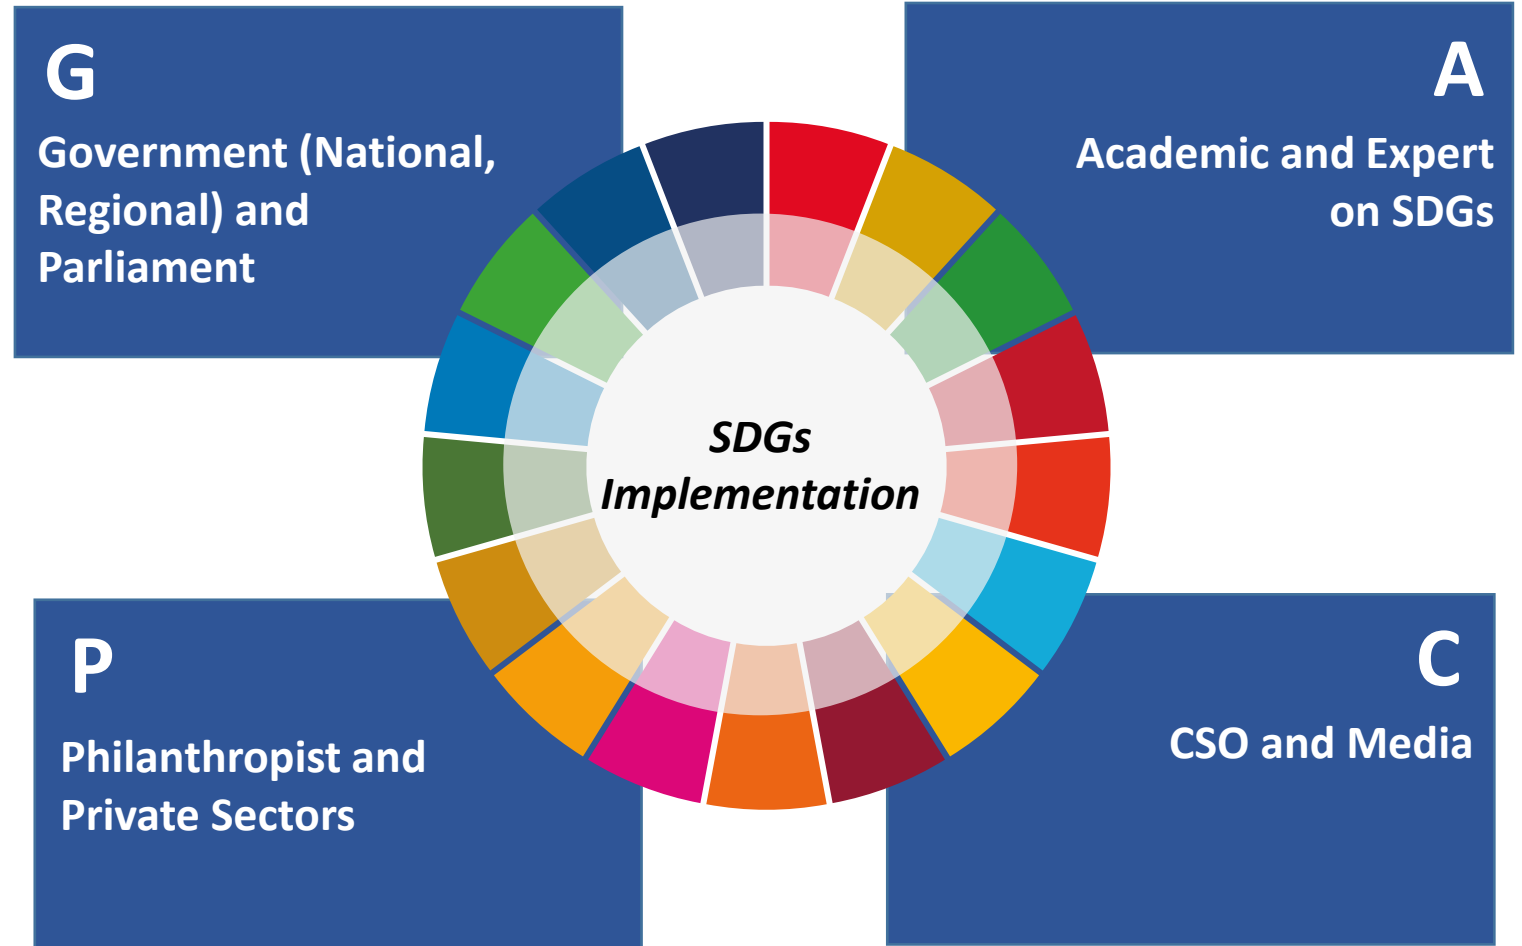 G
Government (National,
Regional) and
Parliament
A
Academic and Expert
on SDGs
SDGs
Implementation
P
Philanthropist and
Private Sectors
C
CSO and Media